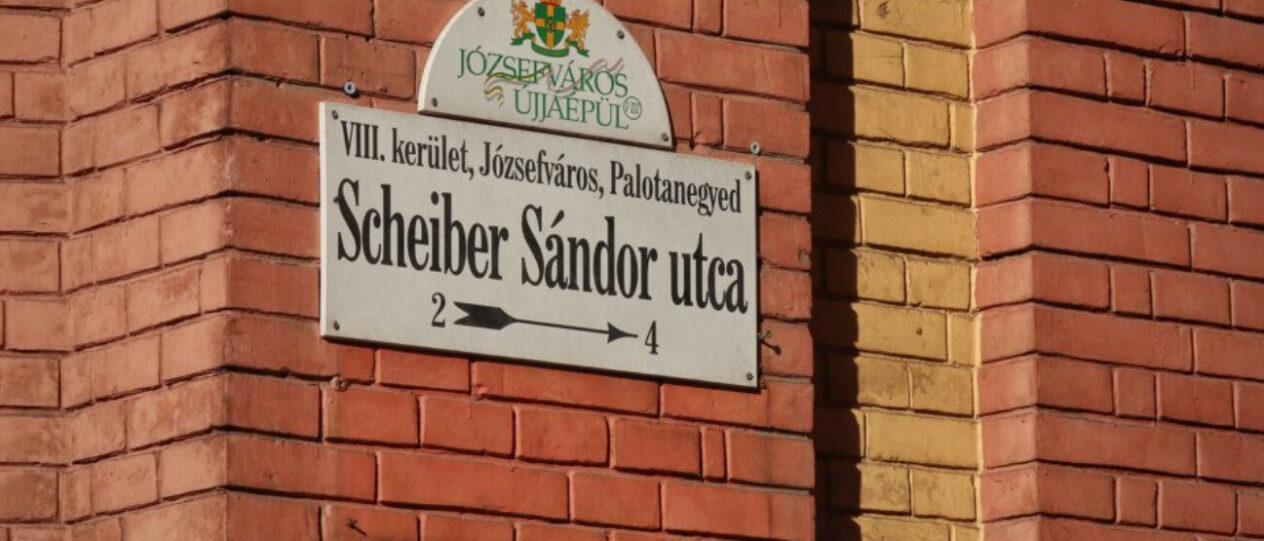 JÓZSEFVÁROS
ÚJJÁÉPÜL
VIII. kerület, Józsefváros, Palotanegyed
Scheiber Sándor utca
2 4